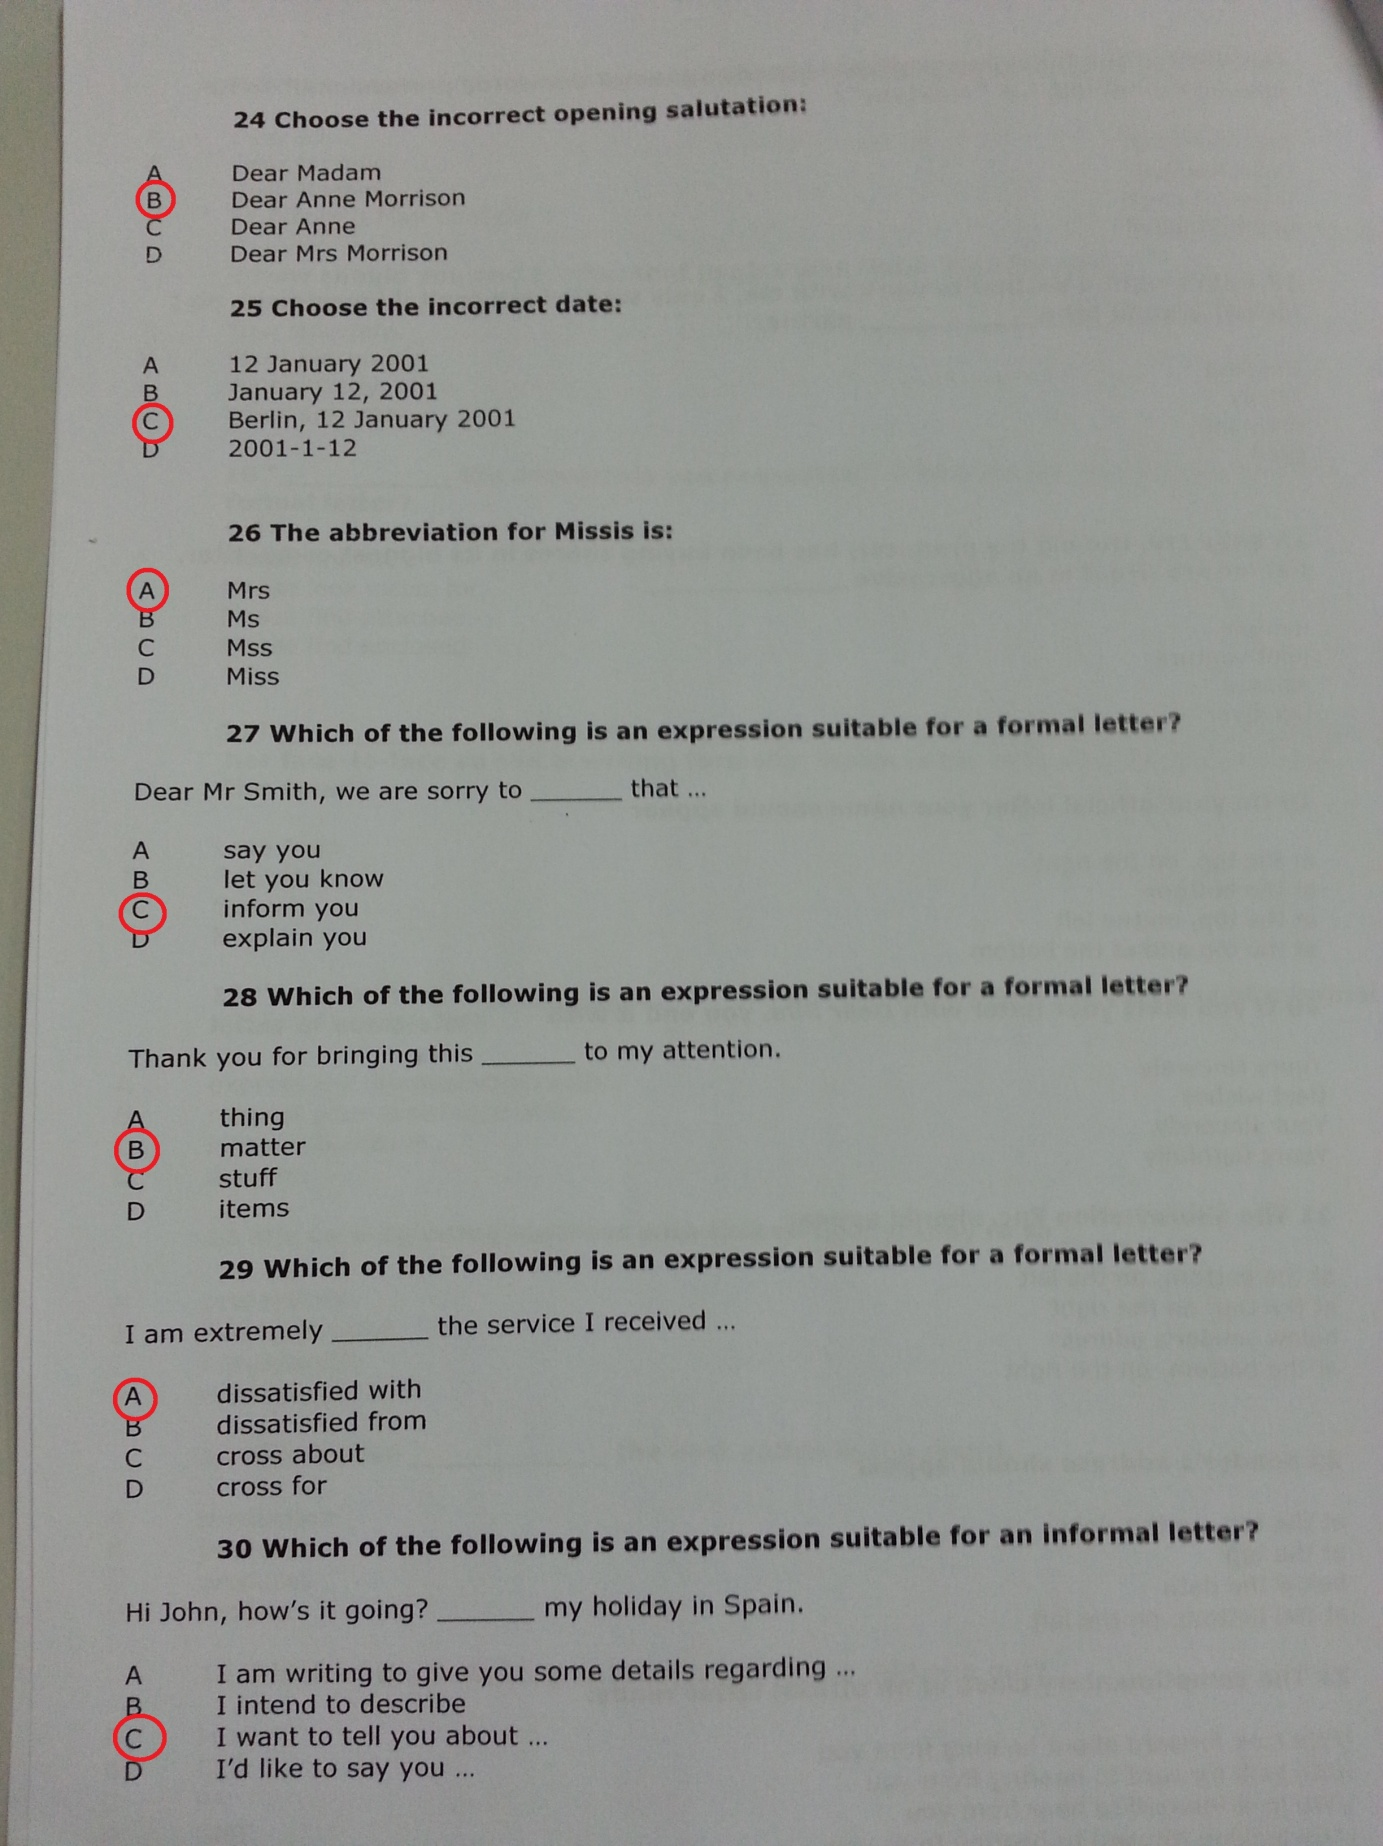 24 Choose the incorrect opening salutation:
A Dear Madam
B Dear Anne Morrison
C Dear Anne
D Dear Mrs Morrison
25 Choose the incorrect date:
A 12 January 2001
B January 12, 2001
C Berlin, 12 January 2001
D 2001-1-12
26 The abbreviation for Missis is:
A Mrs
B Ms
C Mss
D Miss
27 Which of the following is an expression suitable for a formal letter?
Dear Mr Smith, we are sorry to _______ that ...
A say you
B let you know
C inform you
D explain you
28 Which of the following is an expression suitable for a formal letter?
Thank you for bringing this _______ to my attention.
A thing
B matter
C stuff
D items
29 Which of the following is an expression suitable for a formal letter?
I am extremely _______ the service I received ...
A dissatisfied with
B dissatisfied from
C cross about
D cross for
30 Which of the following is an expression suitable for an informal letter?
Hi John, how's it going? _______ my holiday in Spain.
A I am writing to give you some details regarding ...
B I intend to describe
C I want to tell you about ...
D I'd like to say you ...